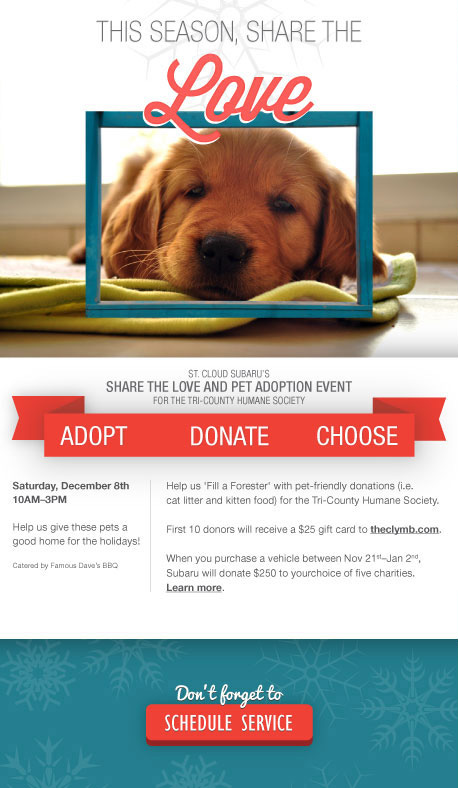 THIS SEASON, SHARE THE
Love
ST. CLOUD SUBARU'S
SHARE THE LOVE AND PET ADOPTION EVENT
FOR THE TRI-COUNTY HUMANE SOCIETY
ADOPT DONATE CHOOSE
Saturday, December 8th
10AM–3PM
Help us give these pets a
good home for the holidays!
Catered by Famous Dave's BBQ
Help us 'Fill a Forester' with pet-friendly donations (i.e.
cat litter and kitten food) for the Tri-County Humane Society.
First 10 donors will receive a $25 gift card to theclymb.com.
When you purchase a vehicle between Nov 21st–Jan 2nd,
Subaru will donate $250 to yourchoice of five charities.
Learn more.
Don't forget to
SCHEDULE SERVICE